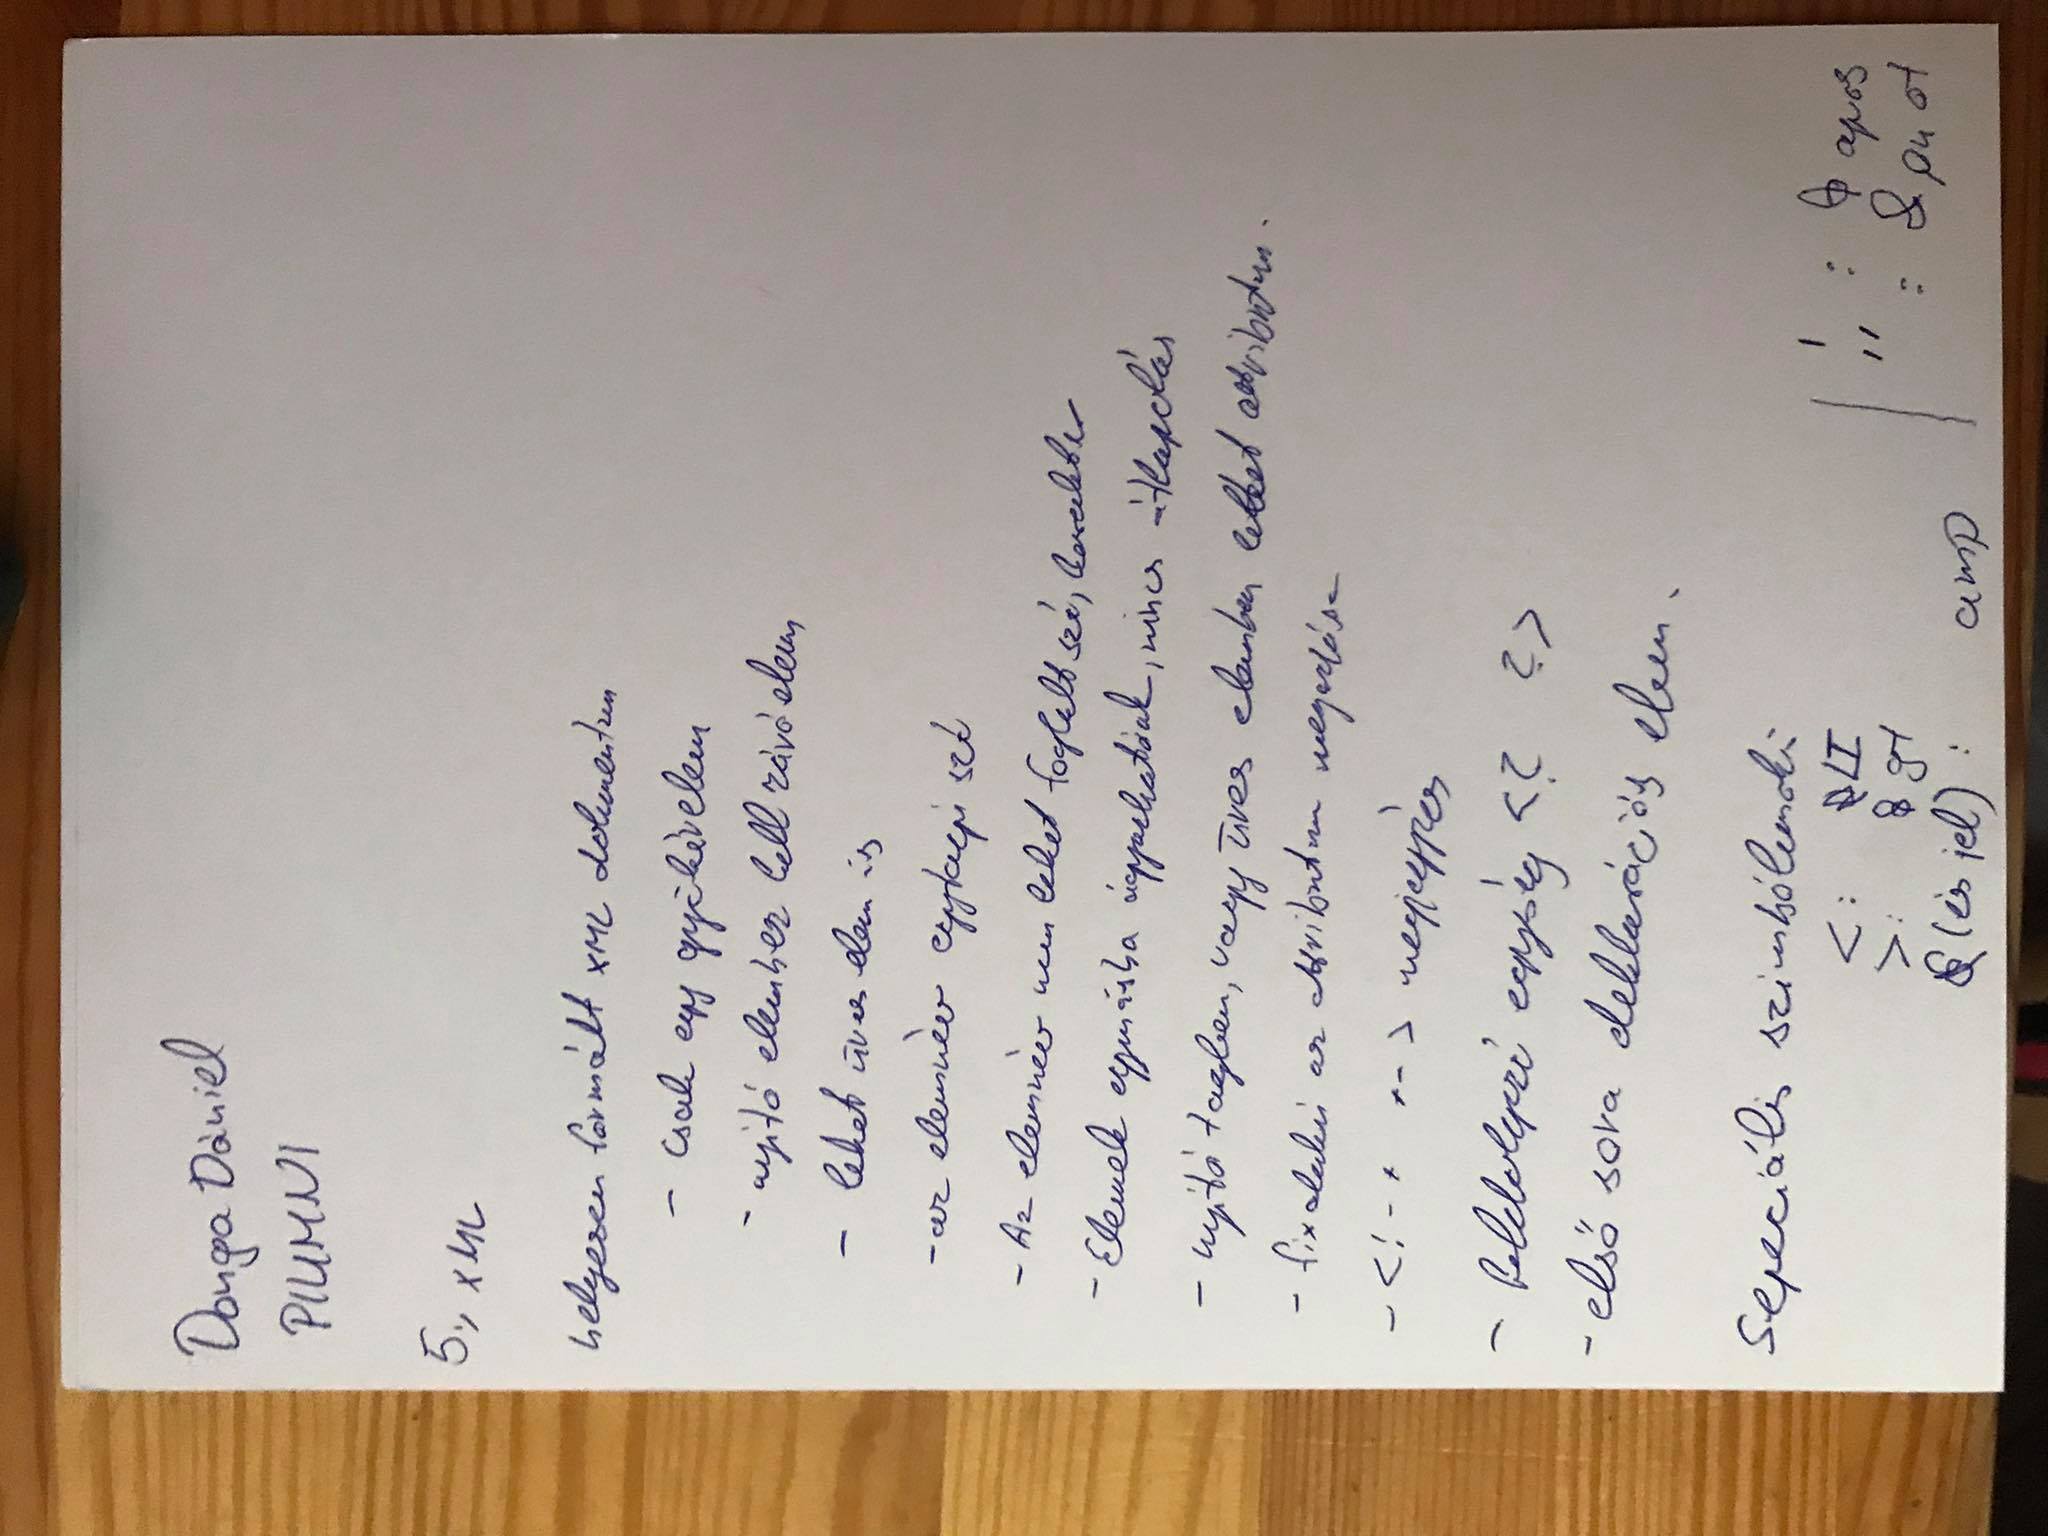 Donga Dániel
PIUMNI
5., XML
helyesen formált XML dokumentum
- Csak egy gyökérelem
- nyitó elemhez kell záró elem
- lehet üres elem is
- az elemnév egytagú szó
- Az elemnév nem lehet foglalt szó, karakter
- Elemek egymásba ágyazhatóak, nincs átlapolás
- nyitó tagben, vagy üres elemben lehet attribútum.
- fix alakú az attribútum megadása
- <!-* *-> megjegyzés
- feldolgozó egység <? ?>
- első sora deklarációs elem.
Sepeciális szimbólumok:
<: & LT
>: & gt
& (és jel) : amp
' : & apos
" : & quot